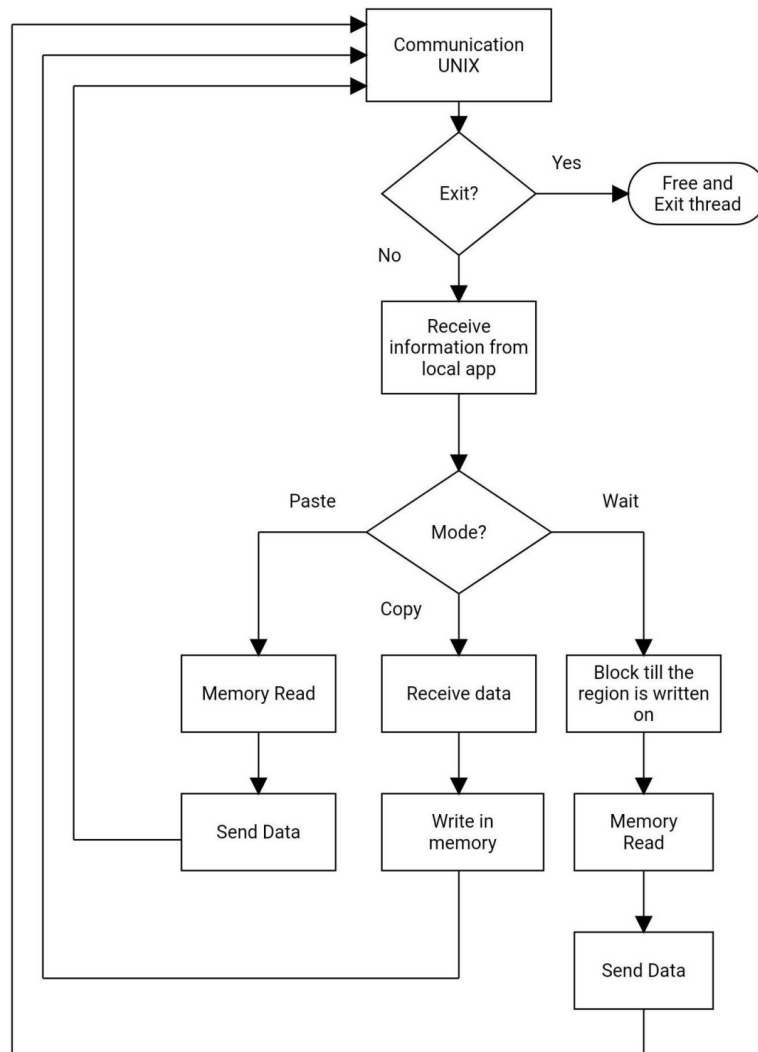 Communication
UNIX
Yes
Exit?
Free and
Exit thread
No
Receive
information from
local app
Paste
Wait
Mode?
Copy
Memory Read
Receive data
Block till the
region is written
on
Send Data
Write in
memory
Memory
Read
Send Data